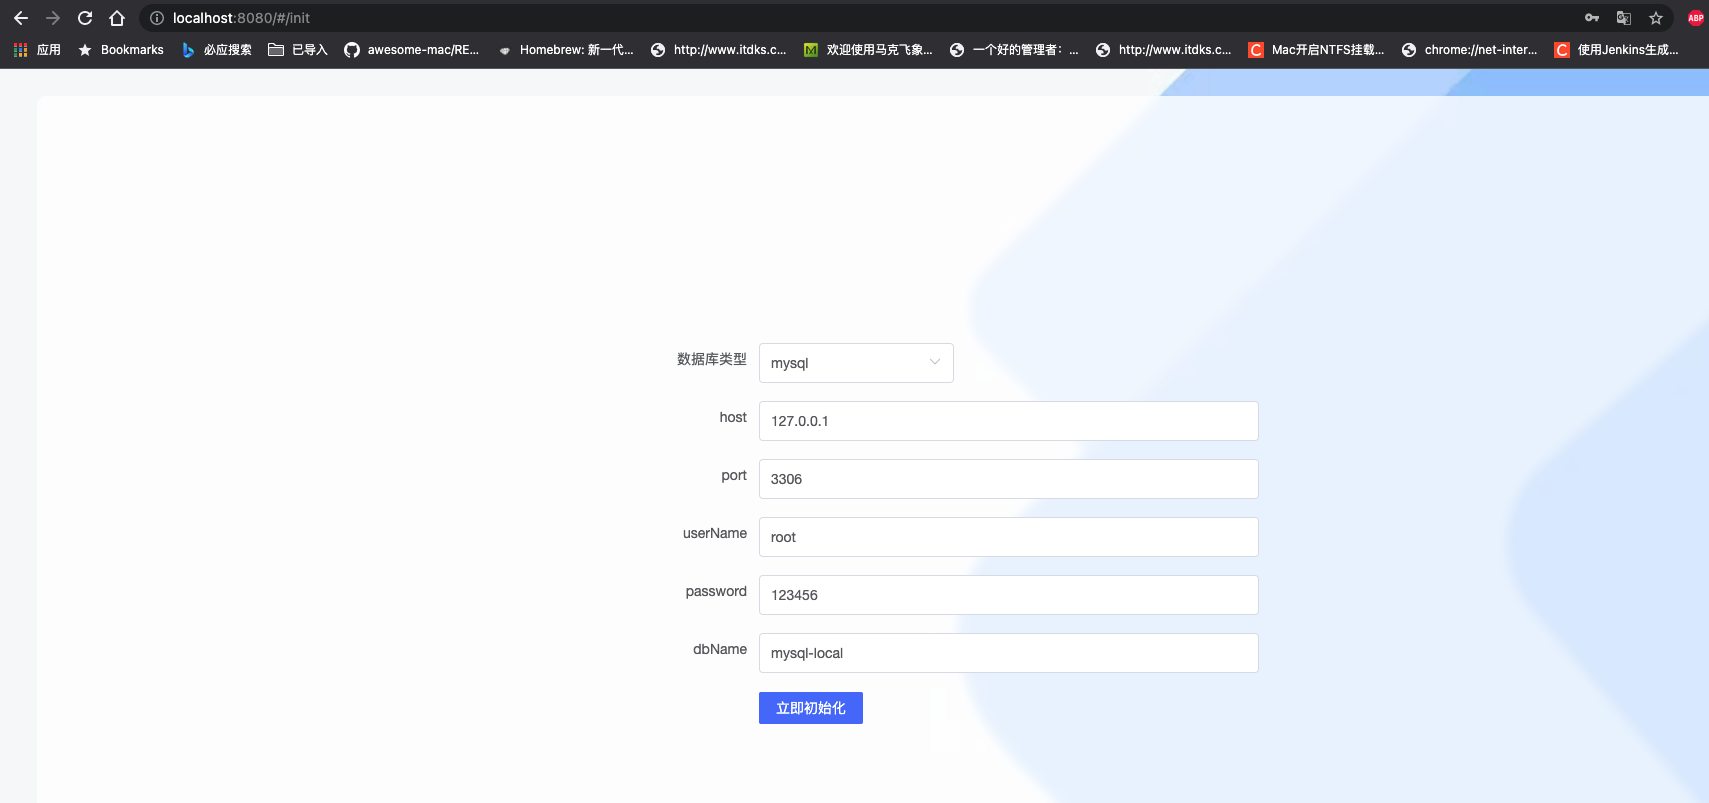 localhost:8080/#/init
ABP
应用 Bookmarks 必应搜索 已导入 awesome-mac/RE... Homebrew: 新一代... http://www.itdks.c... 欢迎使用马克飞象... 一个好的管理者：... http://www.itdks.c... Mac开启NTFS挂载... chrome://net-inter... 使用Jenkins生成...
数据库类型 mysql
host 127.0.0.1
port 3306
userName root
password 123456
dbName mysql-local
立即初始化